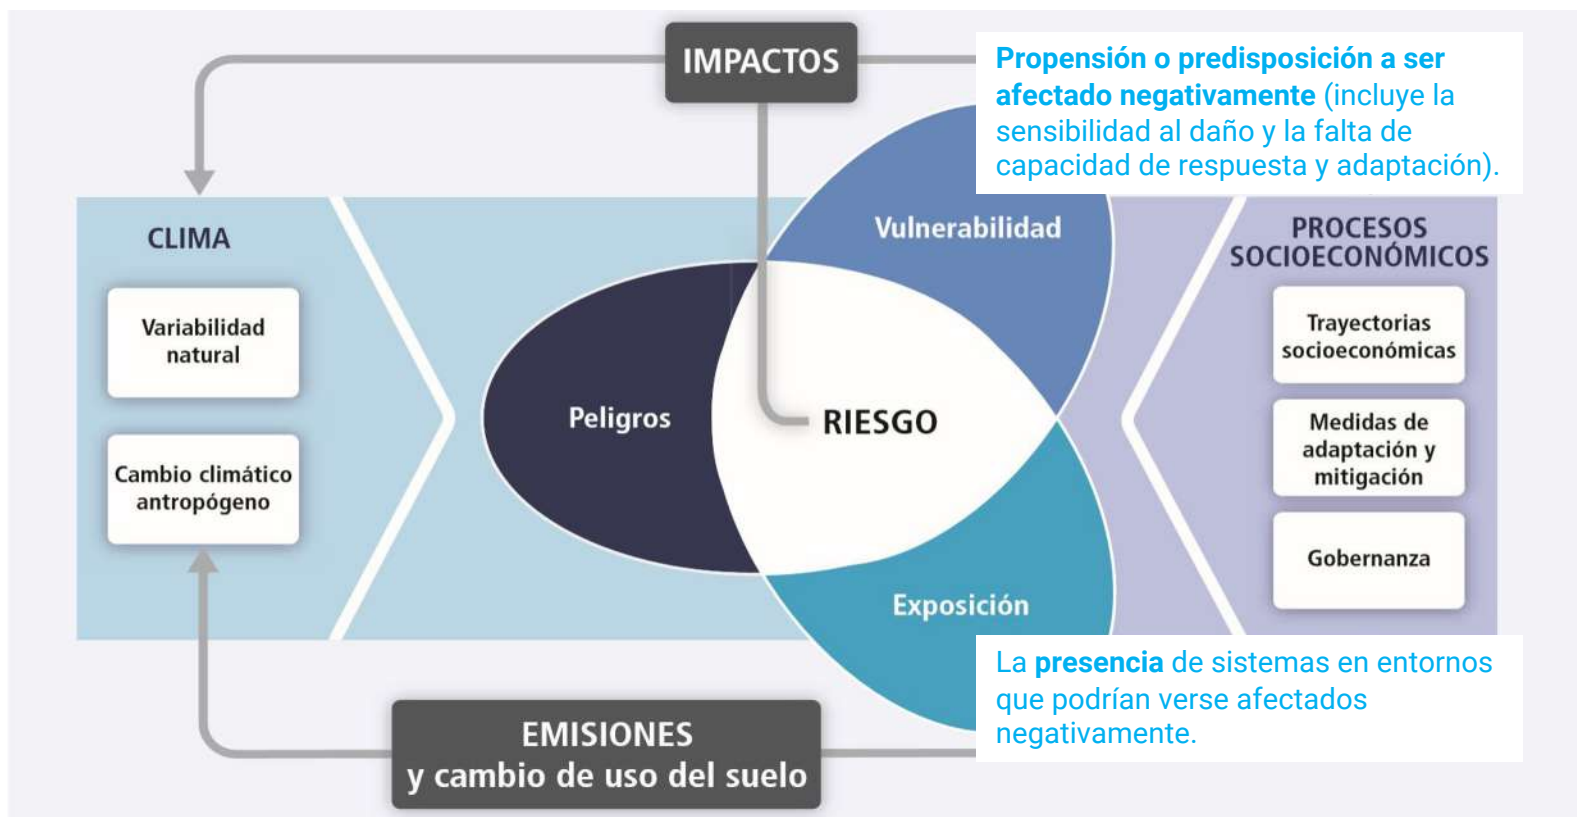 IMPACTOS
Propensión o predisposición a ser
afectado negativamente (incluye la
sensibilidad al daño y la falta de
capacidad de respuesta y adaptación).
CLIMA
Variabilidad
natural
Cambio climático
antropógeno
Vulnerabilidad
Peligros
RIESGO
Exposición
PROCESOS
SOCIOECONÓMICOS
Trayectorias
socioeconómicas
Medidas de
adaptación y
mitigación
Gobernanza
La presencia de sistemas en entornos
que podrían verse afectados
negativamente.
EMISIONES
y cambio de uso del suelo